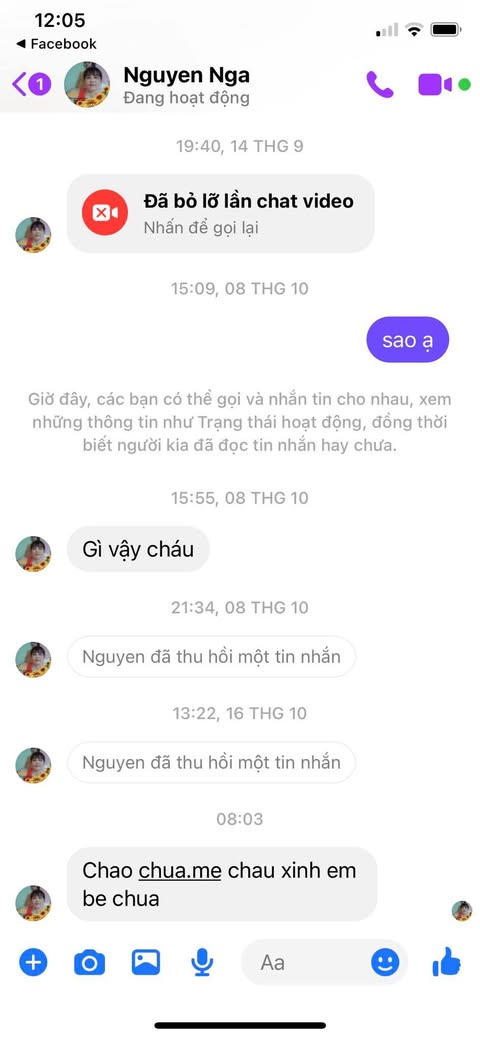 12:05
◀ Facebook
1
Nguyen Nga
Đang hoạt động
19:40, 14 THG 9
Đã bỏ lỡ lần chat video
Nhấn để gọi lại
15:09, 08 THG 10
sao ạ
Giờ đây, các bạn có thể gọi và nhắn tin cho nhau, xem
những thông tin như Trạng thái hoạt động, đồng thời
biết người kia đã đọc tin nhắn hay chưa.
15:55, 08 THG 10
Gì vậy cháu
21:34, 08 THG 10
Nguyen đã thu hồi một tin nhắn
13:22, 16 THG 10
Nguyen đã thu hồi một tin nhắn
08:03
Chao chua.me chau xinh em
be chua
Aa